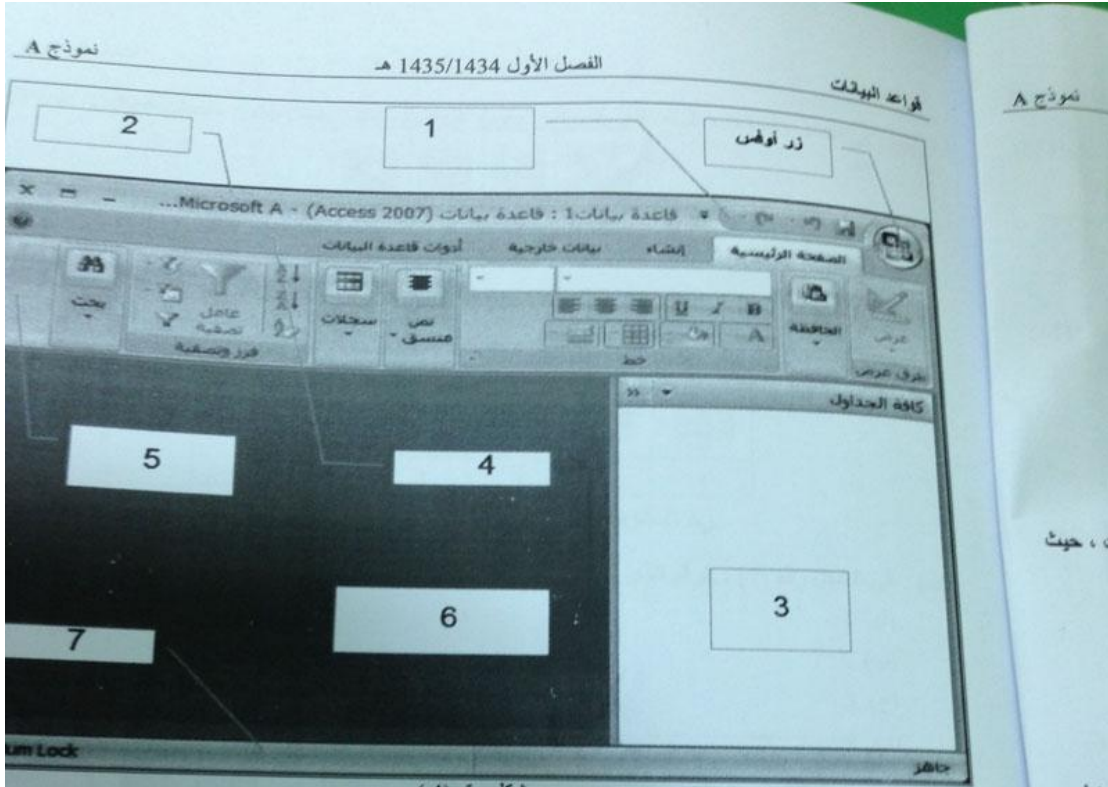 قواعد البيانات
الفصل الأول 1435/1434 هـ
نموذج A
نموذج A
زر أوفس
1
2
قاعدة بيانات1 : قاعدة بيانات (Access 2007) - Microsoft A...
الصفحة الرئيسية إنشاء بيانات خارجية أدوات قاعدة البيانات
عرض
الحافظة
نص منسق
سجلات
عامل تصفية
بحث
طرق عرض
خط
فرز وتصفية
كافة الجداول
4
5
، حيث
3
6
7
جاهز
um Lock